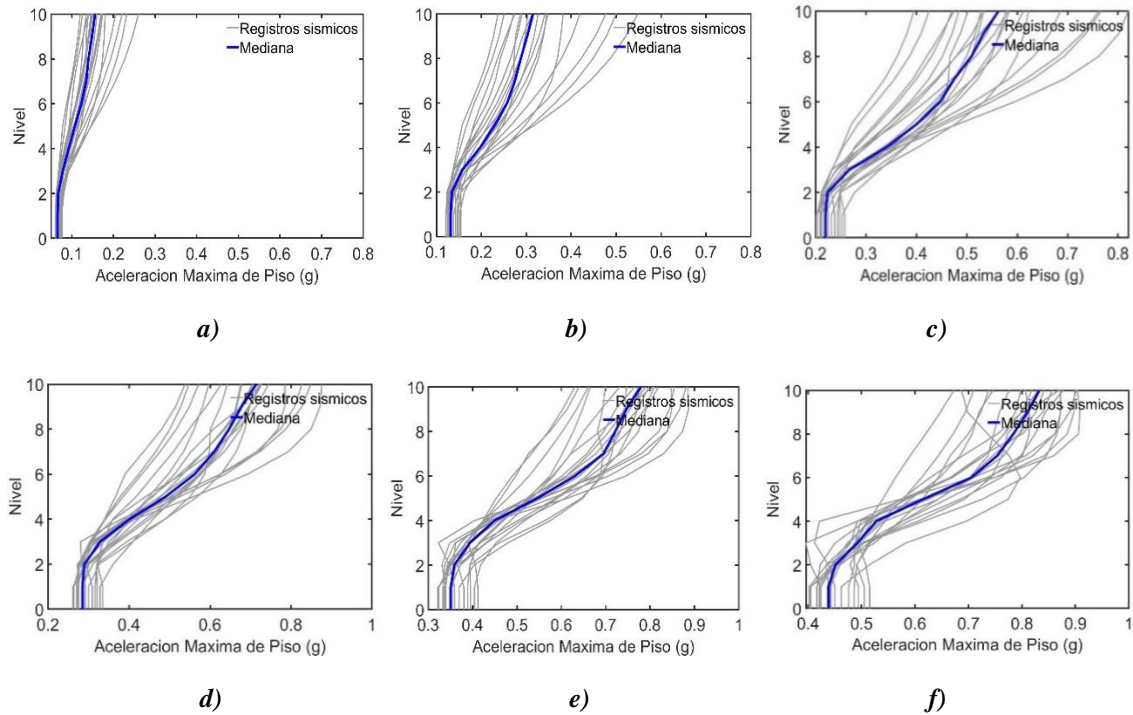 10
8
6
4
2
0
Nivel
Registros sismicos
Mediana
0.1 0.2 0.3 0.4 0.5 0.6 0.7 0.8
Aceleracion Maxima de Piso (g)
a)
10
8
6
4
2
0
Nivel
Registros sismicos
Mediana
0.1 0.2 0.3 0.4 0.5 0.6 0.7 0.8
Aceleracion Maxima de Piso (g)
b)
10
8
6
4
2
0
Nivel
Registros sismicos
Mediana
0.2 0.3 0.4 0.5 0.6 0.7 0.8
Aceleracion Maxima de Piso (g)
c)
10
8
6
4
2
0
Nivel
Registros sismicos
Mediana
0.2 0.4 0.6 0.8 1
Aceleracion Maxima de Piso (g)
d)
10
8
6
4
2
0
Nivel
Registros sismicos
Mediana
0.3 0.4 0.5 0.6 0.7 0.8 0.9 1
Aceleracion Maxima de Piso (g)
e)
10
8
6
4
2
0
Nivel
Registros sismicos
Mediana
0.4 0.5 0.6 0.7 0.8 0.9 1
Aceleracion Maxima de Piso (g)
f)